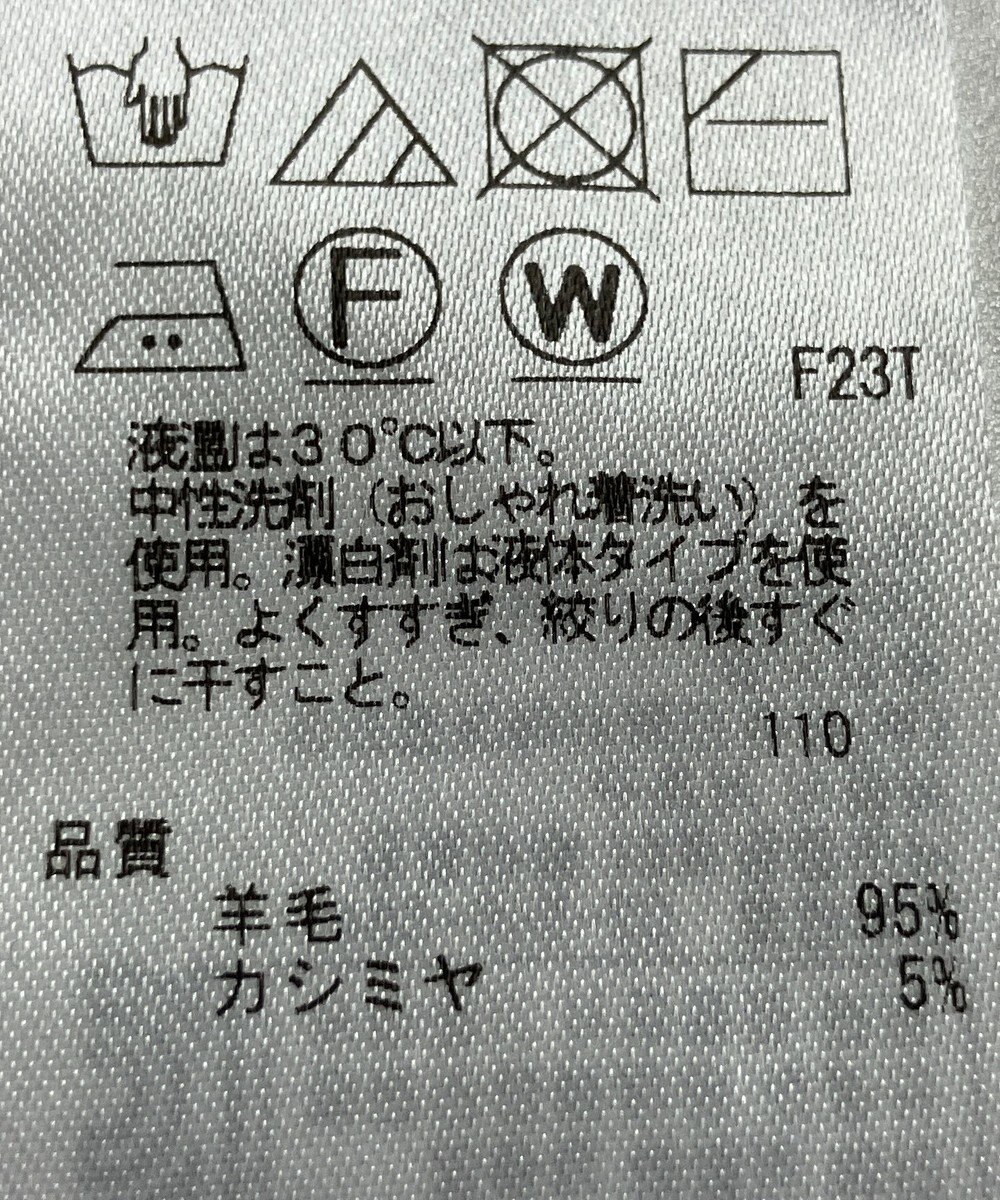 F W
F23T
液温は30℃以下。
中性洗剤(おしゃれ着洗い)を
使用。漂白剤は液体タイプを使
用。よくすすぎ、絞りの後すぐ
に干すこと。
110
品質
羊毛 95%
カシミヤ 5%